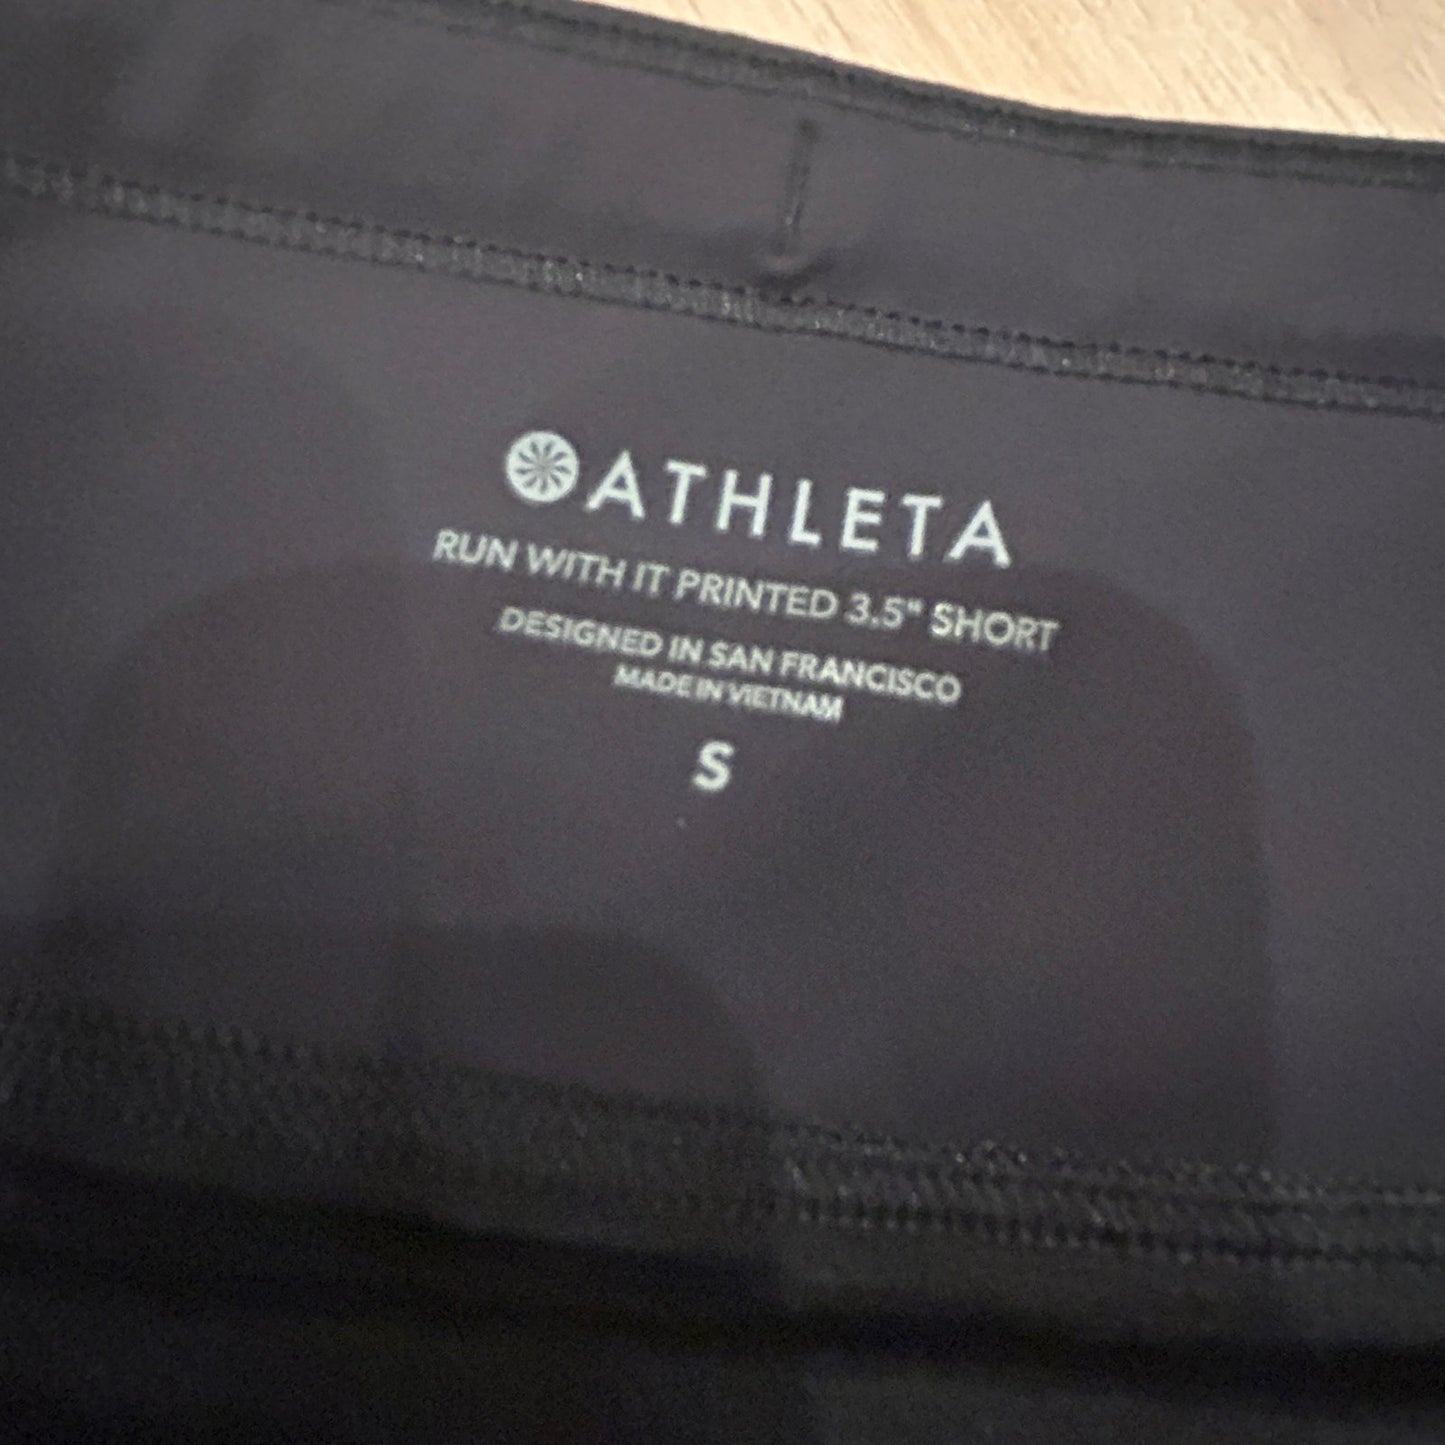 ATHLETA
RUN WITH IT PRINTED 3.5" SHORT
DESIGNED IN SAN FRANCISCO
MADE IN VIETNAM
S